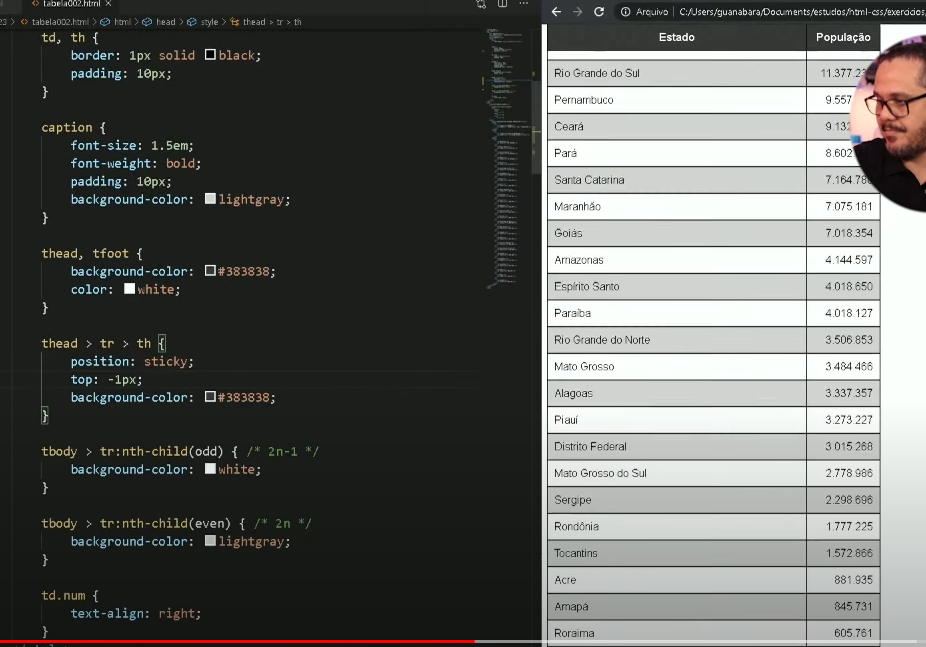 tabela002.html
23 > tabela002.html > html > head > style > thead > tr > th
td, th {
border: 1px solid black;
padding: 10px;
}
caption {
font-size: 1.5em;
font-weight: bold;
padding: 10px;
background-color: lightgray;
}
thead, tfoot {
background-color: #383838;
color: white;
}
thead > tr > th {
position: sticky;
top: -1px;
background-color: #383838;
}
tbody > tr:nth-child(odd) { /* 2n-1 */
background-color: white;
}
tbody > tr:nth-child(even) { /* 2n */
background-color: lightgray;
}
td.num {
text-align: right;
}
Arquivo | C:/Users/guanabara/Documents/estudos/html-css/exercicios
Estado População
Rio Grande do Sul 11.377.23
Pernambuco 9.557
Ceará 9.132
Pará 8.602
Santa Catarina 7.164.788
Maranhão 7.075.181
Goiás 7.018.354
Amazonas 4.144.597
Espírito Santo 4.018.650
Paraíba 4.018.127
Rio Grande do Norte 3.506.853
Mato Grosso 3.484.466
Alagoas 3.337.357
Piauí 3.273.227
Distrito Federal 3.015.268
Mato Grosso do Sul 2.778.986
Sergipe 2.298.696
Rondônia 1.777.225
Tocantins 1.572.866
Acre 881.935
Amapá 845.731
Roraima 605.761